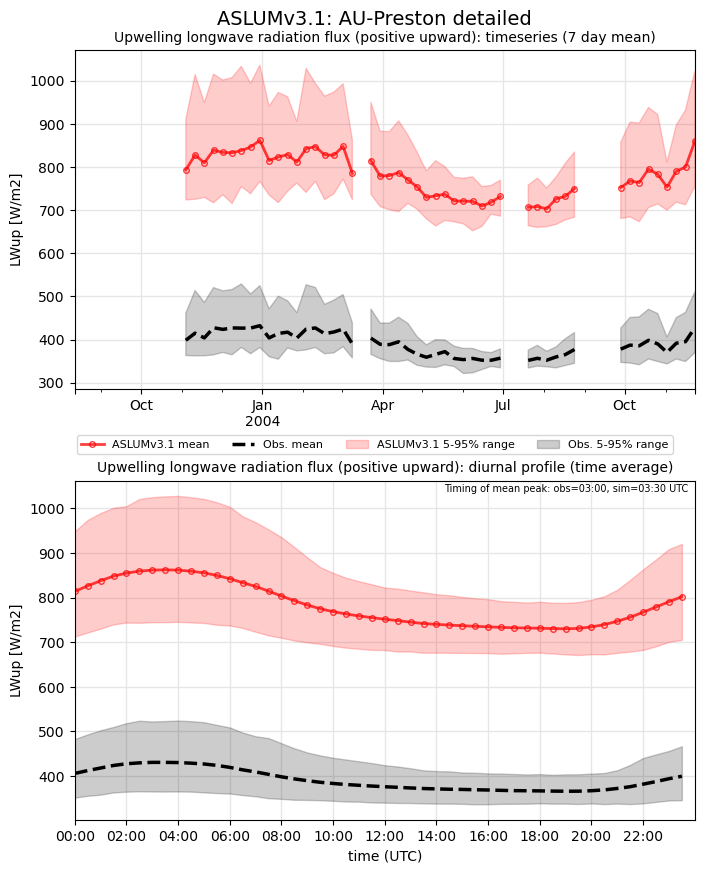 ASLUMv3.1: AU-Preston detailed
Upwelling longwave radiation flux (positive upward): timeseries (7 day mean)
1000
900
800
700
600
500
400
300
LWup [W/m2]
Oct Jan Apr Jul Oct
2004
ASLUMv3.1 mean Obs. mean ASLUMv3.1 5-95% range Obs. 5-95% range
Upwelling longwave radiation flux (positive upward): diurnal profile (time average)
Timing of mean peak: obs=03:00, sim=03:30 UTC
1000
900
800
700
600
500
400
LWup [W/m2]
00:00 02:00 04:00 06:00 08:00 10:00 12:00 14:00 16:00 18:00 20:00 22:00
time (UTC)